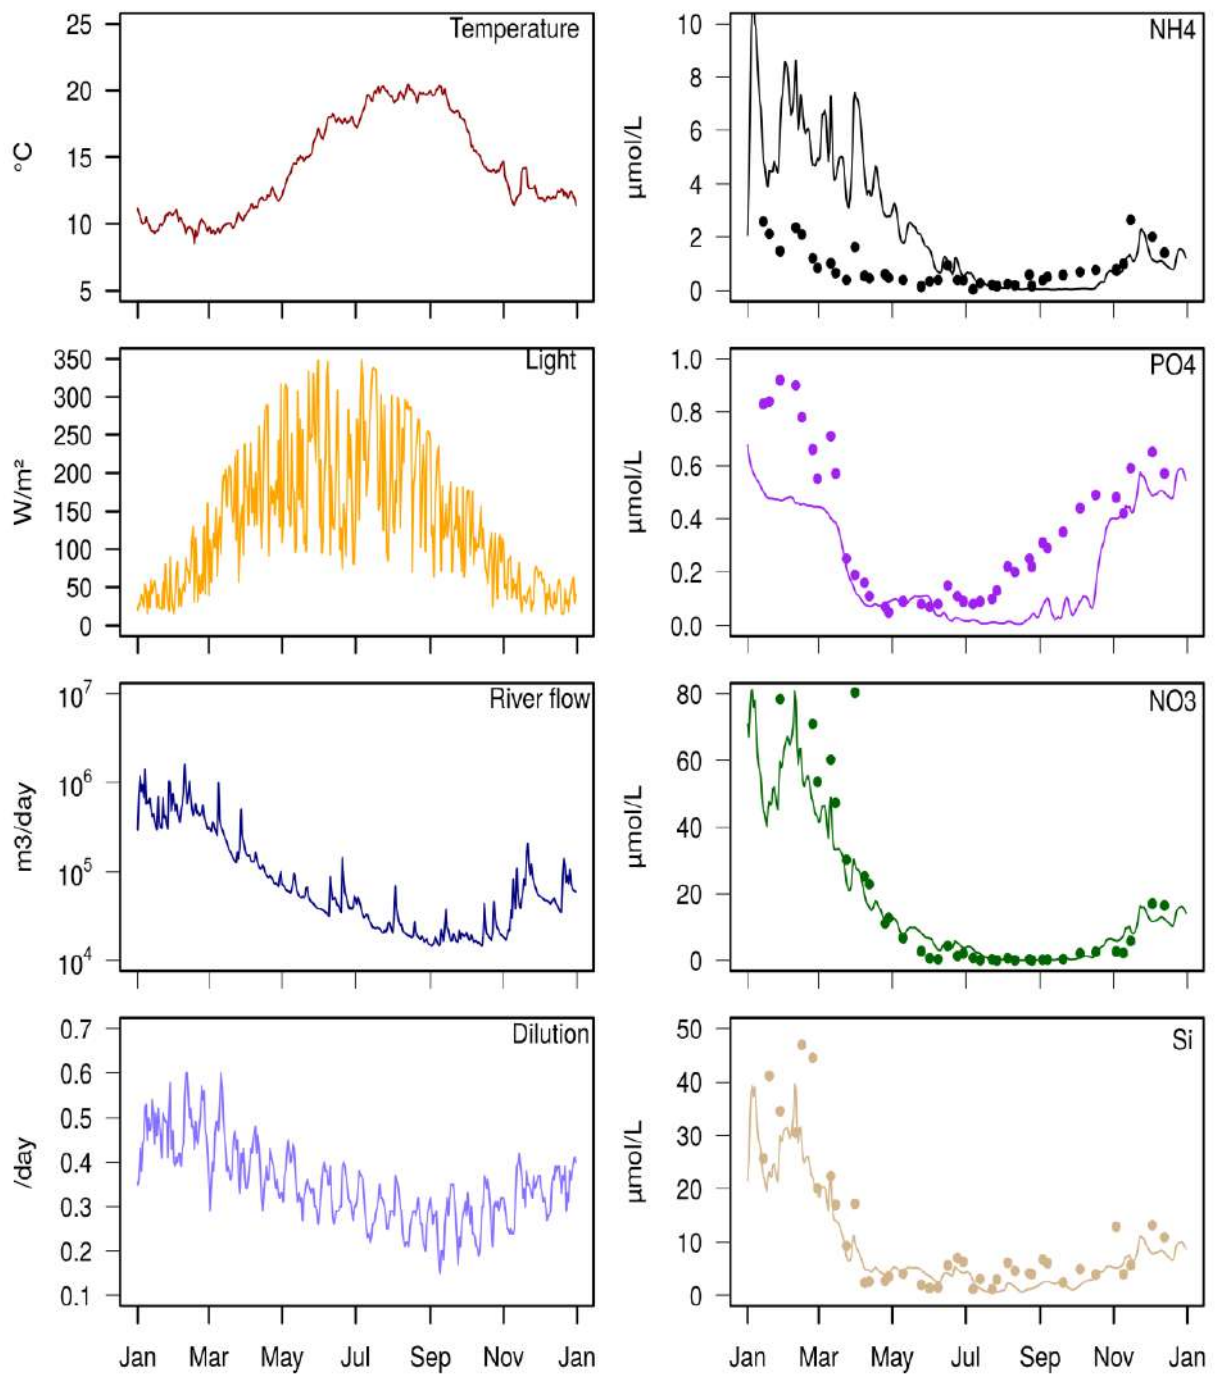 Temperature
°C
25
20
15
10
5
NH4
µmol/L
10
8
6
4
2
0
Light
W/m²
350
300
250
200
150
100
50
0
PO4
µmol/L
1.0
0.8
0.6
0.4
0.2
0.0
River flow
m3/day
10⁷
10⁶
10⁵
10⁴
NO3
µmol/L
80
60
40
20
0
Dilution
/day
0.7
0.6
0.5
0.4
0.3
0.2
0.1
Jan Mar May Jul Sep Nov Jan
Si
µmol/L
50
40
30
20
10
0
Jan Mar May Jul Sep Nov Jan